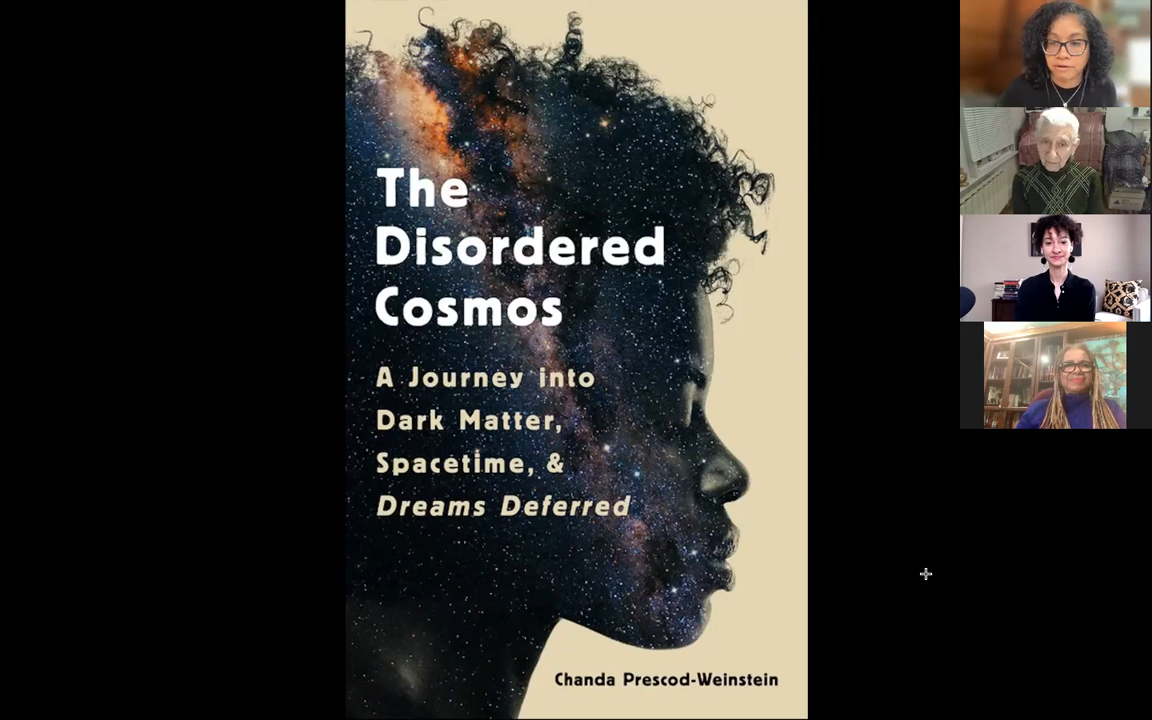 The
Disordered
Cosmos
A Journey into
Dark Matter,
Spacetime, &
Dreams Deferred
Chanda Prescod-Weinstein